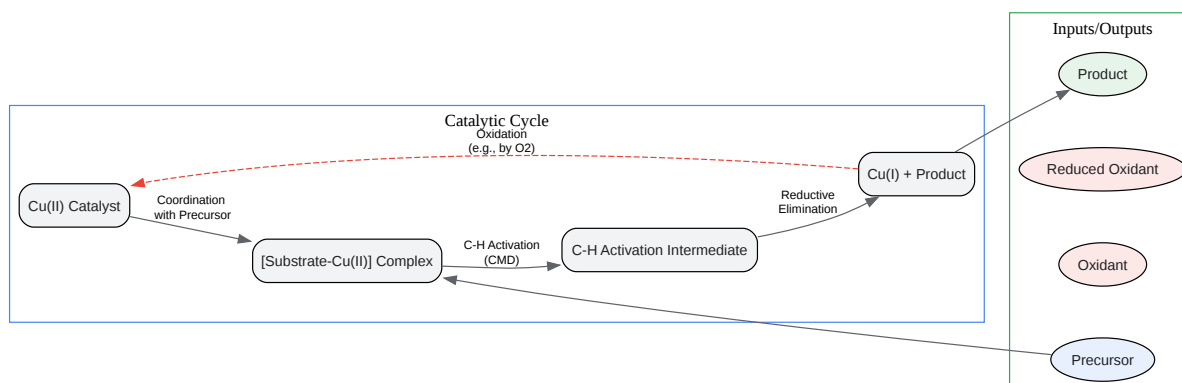 Inputs/Outputs
Product
Catalytic Cycle
Oxidation
(e.g., by O2)
Reduced Oxidant
Cu(I) + Product
Cu(II) Catalyst
Coordination
with Precursor
Reductive
Elimination
[Substrate-Cu(II)] Complex
C-H Activation
(CMD)
C-H Activation Intermediate
Oxidant
Precursor